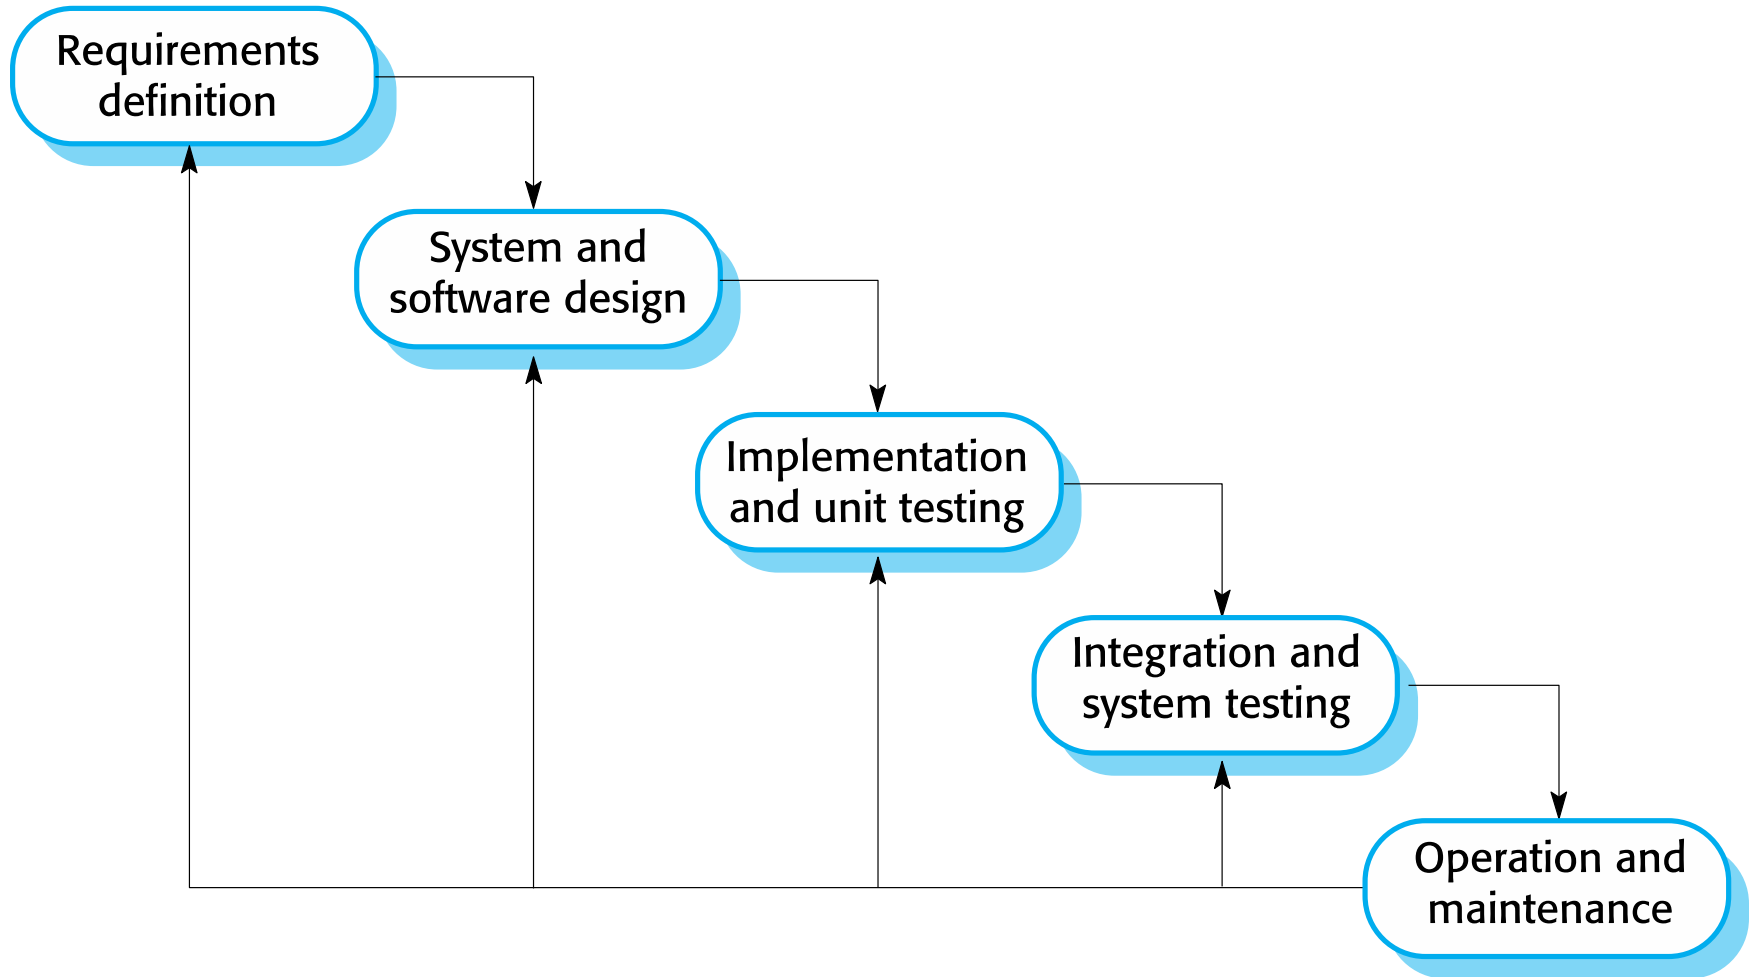 Requirements
definition
System and
software design
Implementation
and unit testing
Integration and
system testing
Operation and
maintenance